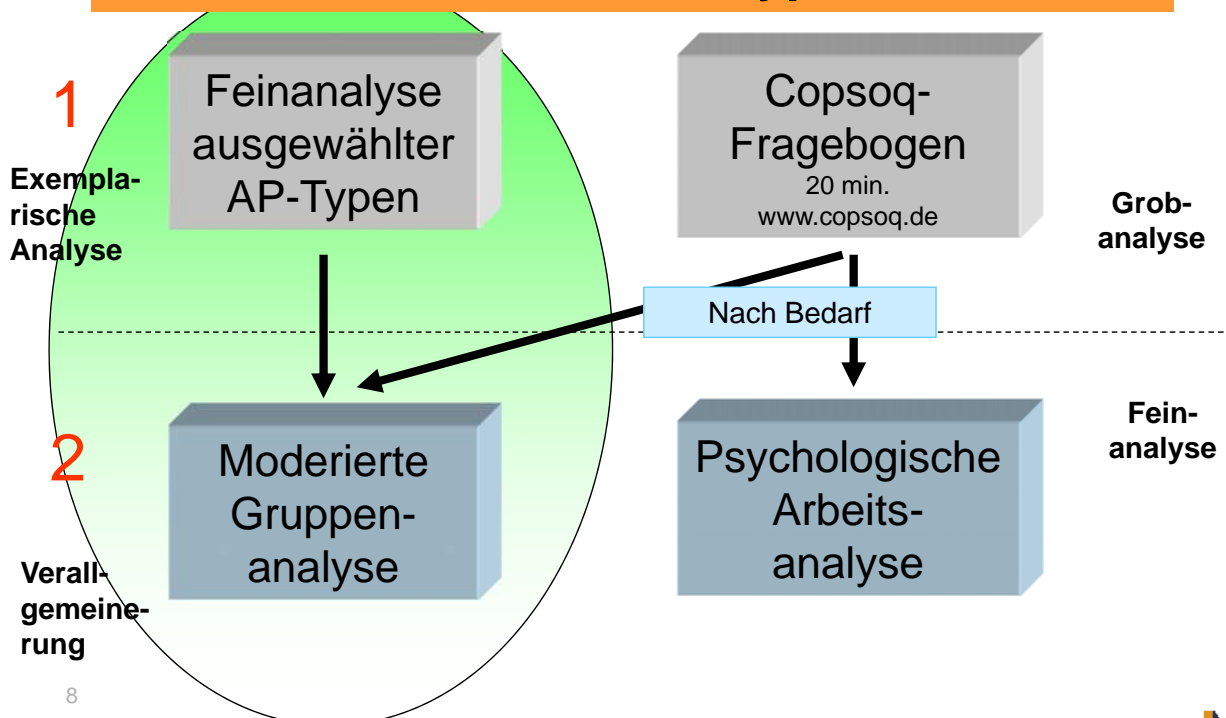 1
Exempla-
rische
Analyse
Feinanalyse
ausgewählter
AP-Typen
Copsoq-
Fragebogen
20 min.
www.copsoq.de
Grob-
analyse
Nach Bedarf
2
Verall-
gemeine-
rung
Moderierte
Gruppen-
analyse
Psychologische
Arbeits-
analyse
Fein-
analyse
8